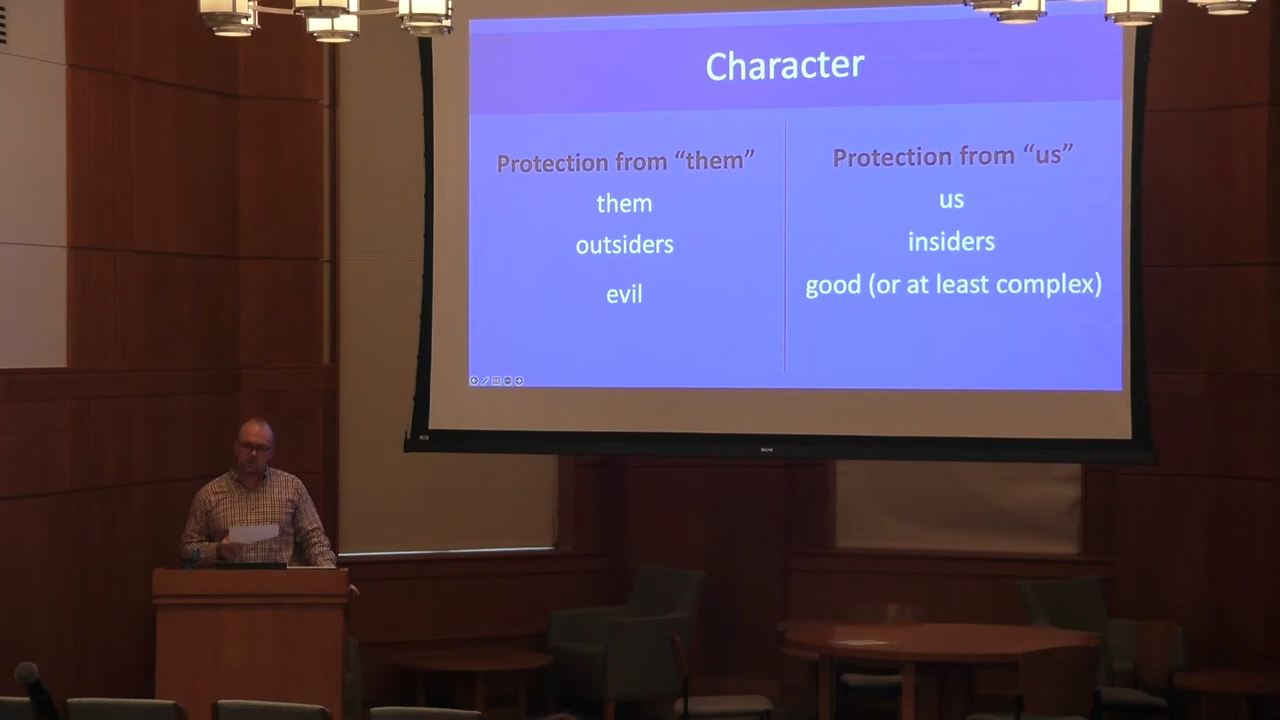 Character
Protection from “them”
them
outsiders
evil
Protection from “us”
us
insiders
good (or at least complex)